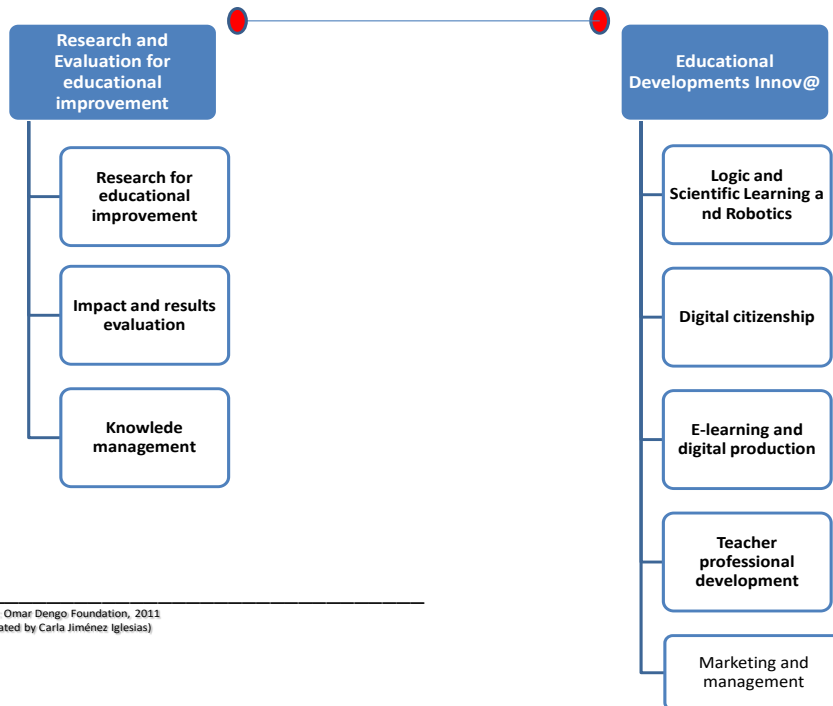 Research and
Evaluation for
educational
improvement
Research for
educational
improvement
Impact and results
evaluation
Knowlede
management
Educational
Developments Innov@
Logic and
Scientific Learning a
nd Robotics
Digital citizenship
E-learning and
digital production
Teacher
professional
development
Marketing and
management
Omar Dengo Foundation, 2011
by Carla Jiménez Iglesias)